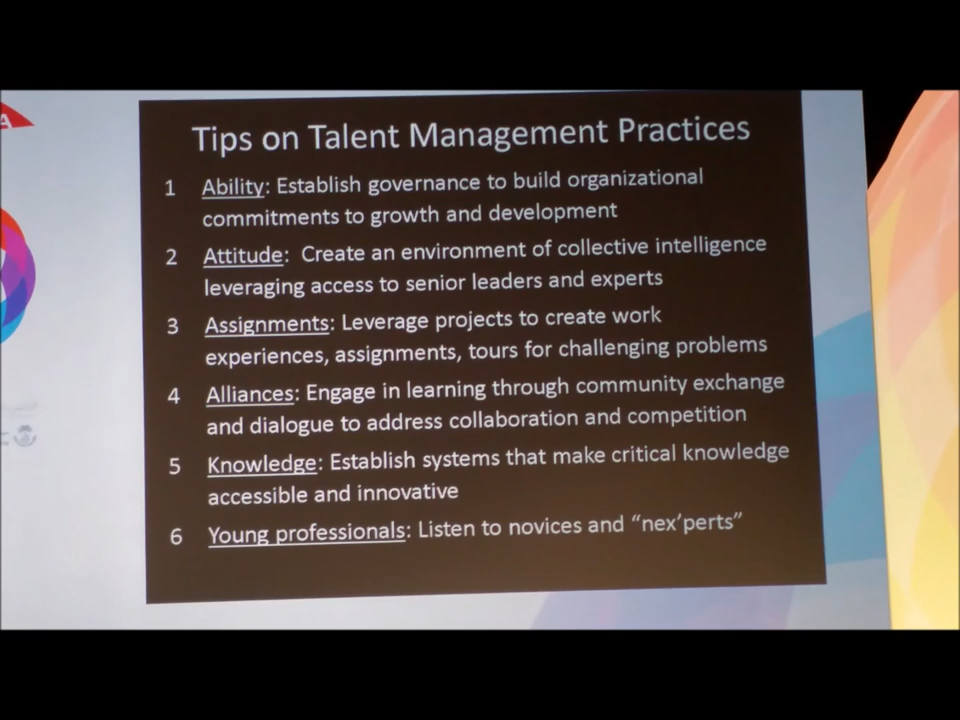 A
Tips on Talent Management Practices
1 Ability: Establish governance to build organizational
commitments to growth and development
2 Attitude: Create an environment of collective intelligence
leveraging access to senior leaders and experts
3 Assignments: Leverage projects to create work
experiences, assignments, tours for challenging problems
4 Alliances: Engage in learning through community exchange
and dialogue to address collaboration and competition
5 Knowledge: Establish systems that make critical knowledge
accessible and innovative
6 Young professionals: Listen to novices and “nex’perts”